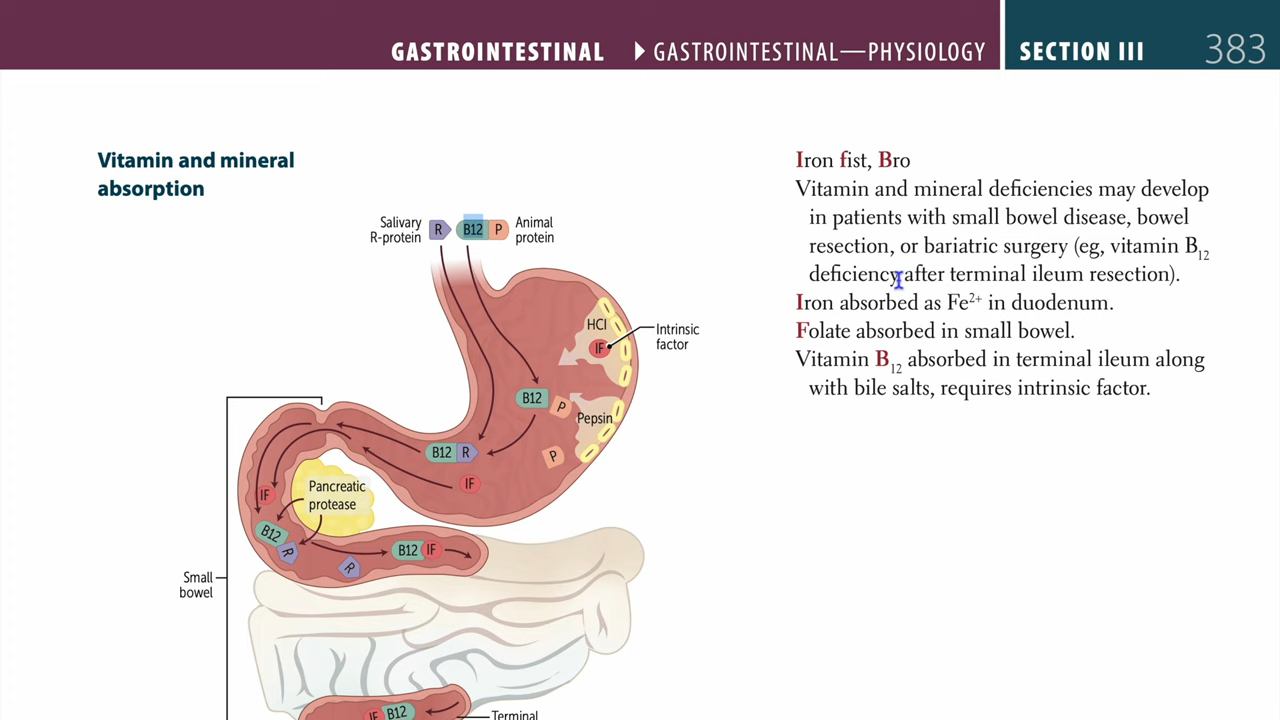 GASTROINTESTINAL ▶ GASTROINTESTINAL—PHYSIOLOGY SECTION III 383
Vitamin and mineral
absorption
Salivary
R-protein
R
B12
P
Animal
protein
HCl
IF
Intrinsic
factor
B12
P
Pepsin
P
B12
R
IF
Pancreatic
protease
IF
B12
R
R
B12
IF
Small
bowel
IF
B12
Terminal
Iron fist, Bro
Vitamin and mineral deficiencies may develop
in patients with small bowel disease, bowel
resection, or bariatric surgery (eg, vitamin B₁₂
deficiency after terminal ileum resection).
Iron absorbed as Fe²⁺ in duodenum.
Folate absorbed in small bowel.
Vitamin B₁₂ absorbed in terminal ileum along
with bile salts, requires intrinsic factor.